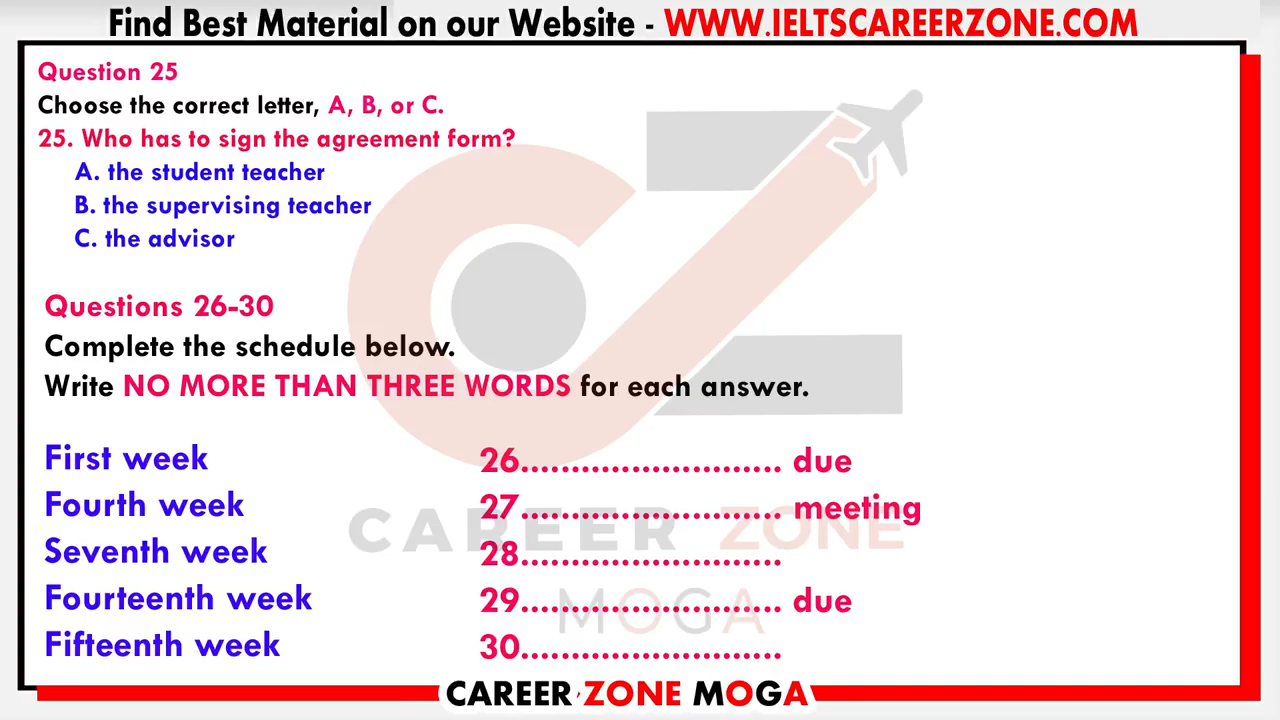 Find Best Material on our Website - WWW.IELTSCAREERZONE.COM
Question 25
Choose the correct letter, A, B, or C.
25. Who has to sign the agreement form?
A. the student teacher
B. the supervising teacher
C. the advisor
Questions 26-30
Complete the schedule below.
Write NO MORE THAN THREE WORDS for each answer.
First week 26.......................... due
Fourth week 27.......................... meeting
Seventh week 28..........................
Fourteenth week 29.......................... due
Fifteenth week 30..........................
CAREER ZONE
MOGA
CAREER ZONE MOGA